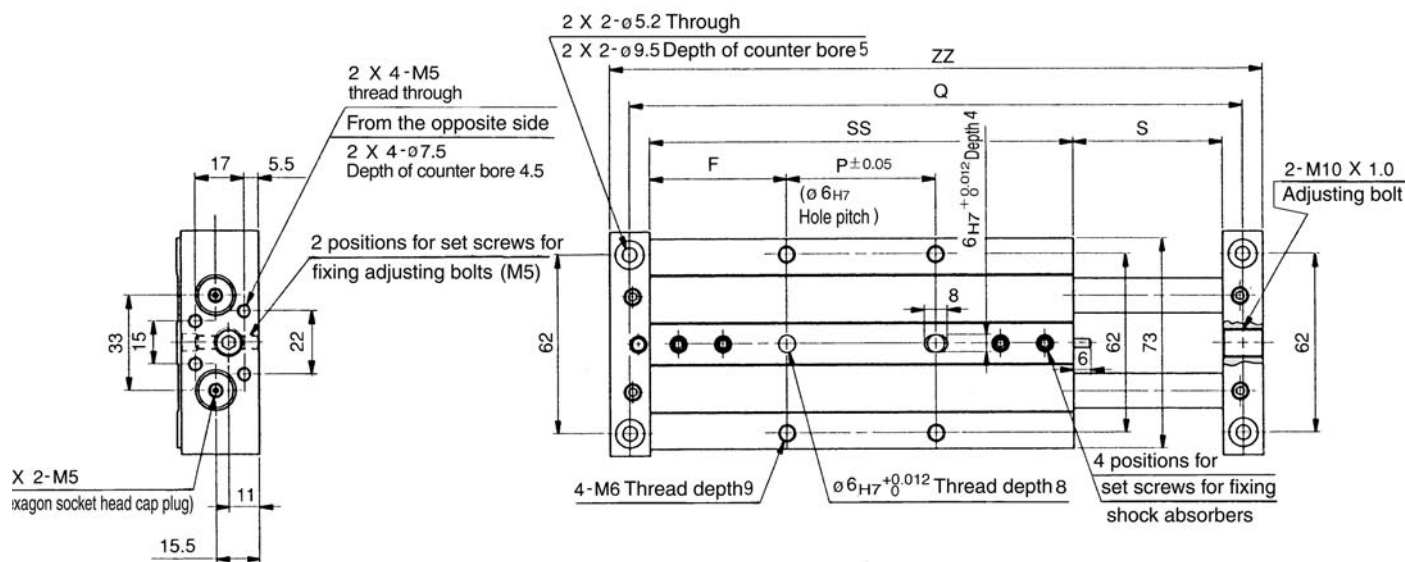 2 X 2-ø5.2 Through
2 X 2-ø9.5 Depth of counter bore 5
ZZ
Q
SS
S
F
P±0.05
(ø6H7
Hole pitch)
6H7 +0.012 0 Depth 4
2-M10 X 1.0
Adjusting bolt
2 X 4-M5
thread through
From the opposite side
2 X 4-ø7.5
Depth of counter bore 4.5
17
5.5
2 positions for set screws for
fixing adjusting bolts (M5)
33
15
22
62
8
6
62
73
62
X 2-M5
exagon socket head cap plug)
11
15.5
4-M6 Thread depth9
ø6H7 +0.012 0 Thread depth 8
4 positions for
set screws for fixing
shock absorbers